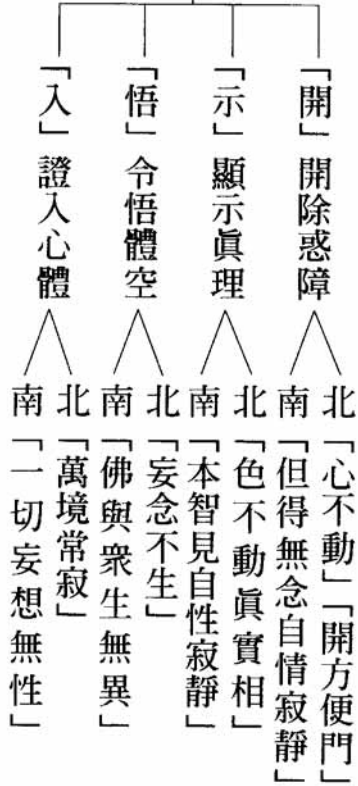 「開」開除惑障
北「心不動」「開方便門」
南「但得無念自情寂靜」
「示」顯示眞理
北「色不動眞實相」
南「本智見自性寂靜」
「悟」令悟體空
北「妄念不生」
南「佛與衆生無異」
「入」證入心體
北「萬境常寂」
南「一切妄想無性」